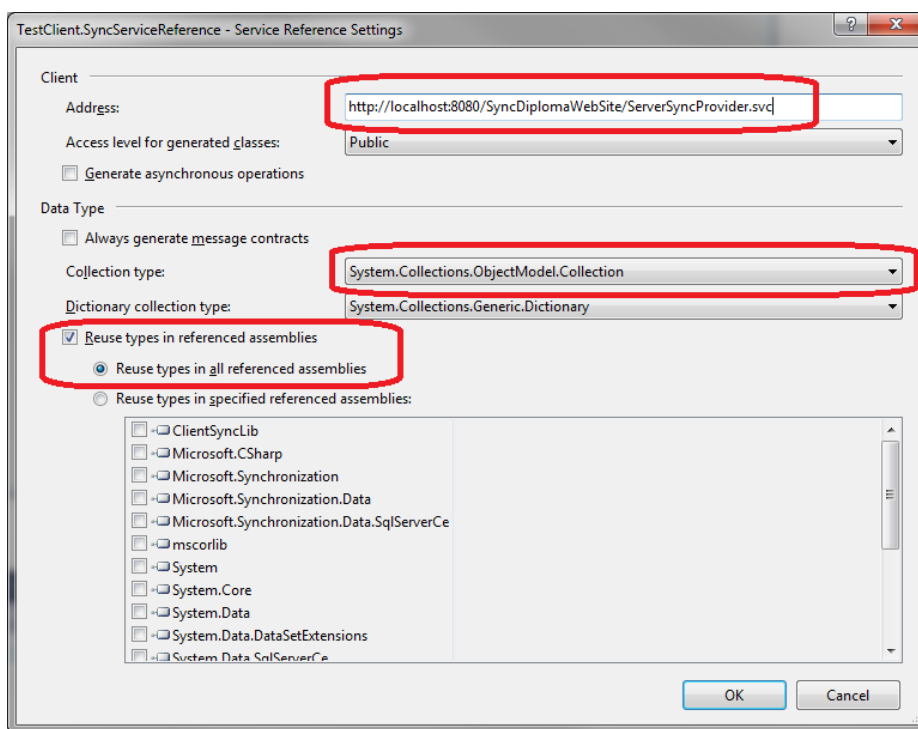 TestClient.SyncServiceReference - Service Reference Settings
Client
Address: http://localhost:8080/SyncDiplomaWebSite/ServerSyncProvider.svc
Access level for generated classes: Public
Generate asynchronous operations
Data Type
Always generate message contracts
Collection type: System.Collections.ObjectModel.Collection
Dictionary collection type: System.Collections.Generic.Dictionary
Reuse types in referenced assemblies
Reuse types in all referenced assemblies
Reuse types in specified referenced assemblies:
ClientSyncLib
Microsoft.CSharp
Microsoft.Synchronization
Microsoft.Synchronization.Data
Microsoft.Synchronization.Data.SqlServerCe
mscorlib
System
System.Core
System.Data
System.Data.DataSetExtensions
System.Data.SqlServerCe
OK Cancel